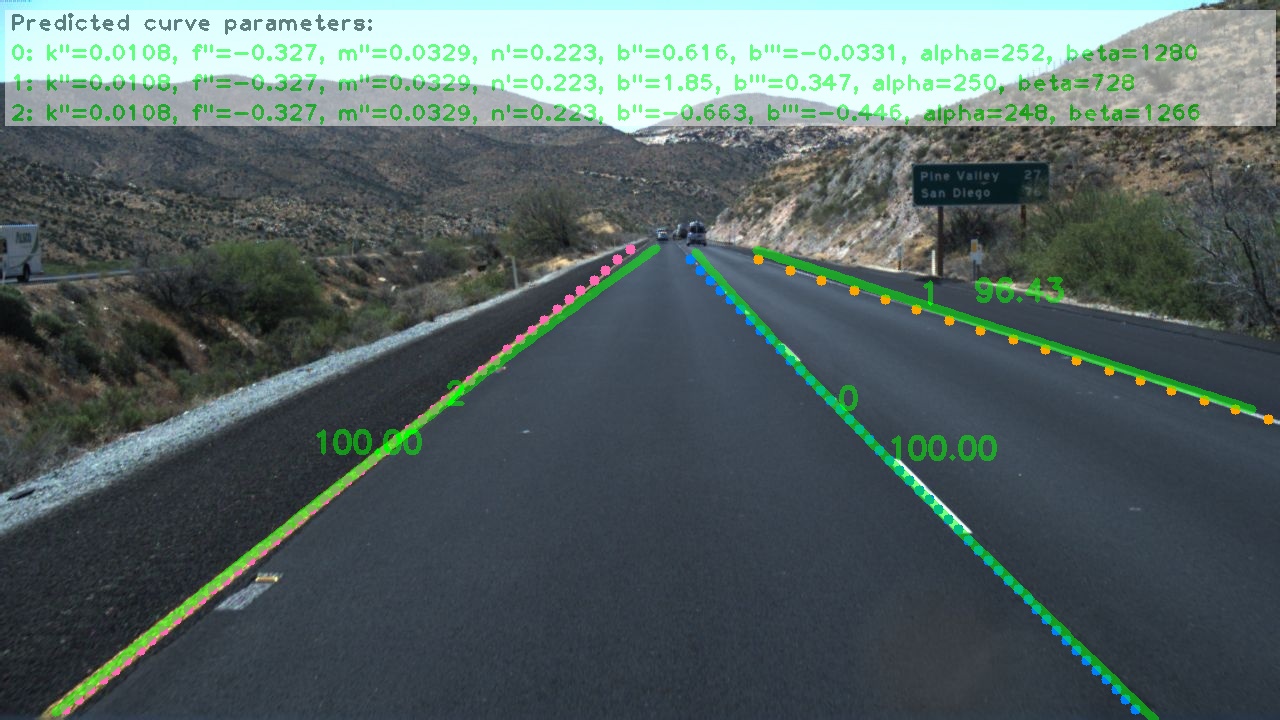 Predicted curve parameters:
0: k''=0.0108, f''=-0.327, m''=0.0329, n'=0.223, b''=0.616, b'''=-0.0331, alpha=252, beta=1280
1: k''=0.0108, f''=-0.327, m''=0.0329, n'=0.223, b''=1.85, b'''=0.347, alpha=250, beta=728
2: k''=0.0108, f''=-0.327, m''=0.0329, n'=0.223, b''=-0.663, b'''=-0.446, alpha=248, beta=1266
Pine Valley 27
San Diego
1 96.43
2
0
100.00
100.00